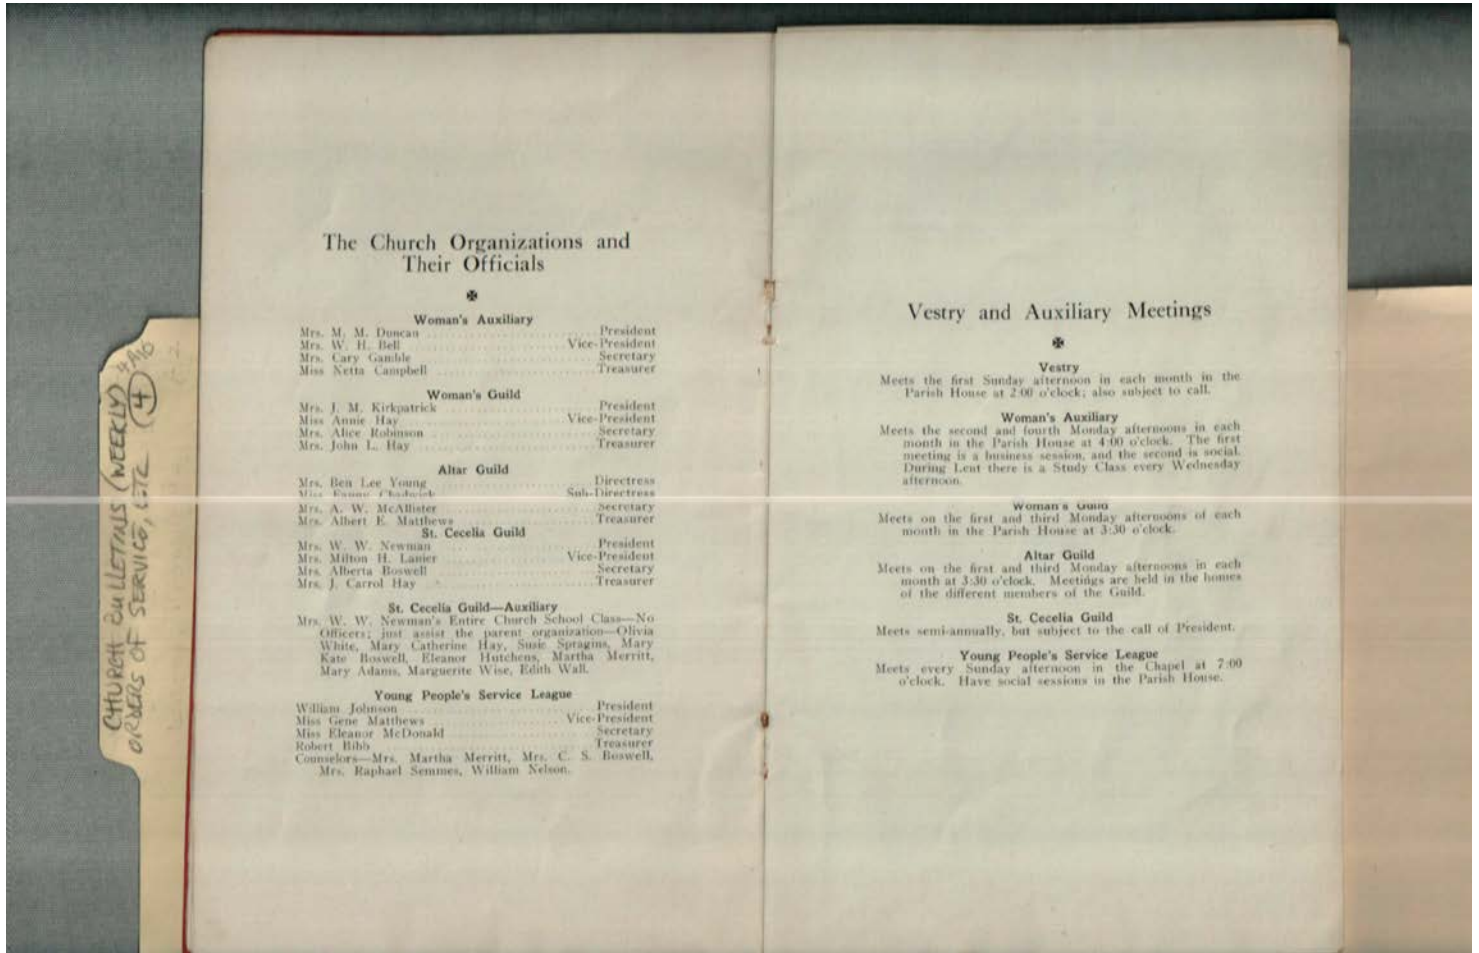 CHURCH BULLETINS (WEEKLY)
ORDERS OF SERVICE, ETC (4)
The Church Organizations and
Their Officials
Woman's Auxiliary
Mrs. M. M. Duncan President
Mrs. W. H. Bell Vice-President
Mrs. Cary Gamble Secretary
Miss Netta Campbell Treasurer
Woman's Guild
Mrs. J. M. Kirkpatrick President
Miss Annie Hay Vice-President
Mrs. Alice Robinson Secretary
Mrs. John L. Hay Treasurer
Altar Guild
Mrs. Ben Lee Young Directress
Miss Fanny Chadwick Sub-Directress
Mrs. A. W. McAllister Secretary
Mrs. Albert E. Matthews Treasurer
St. Cecelia Guild
Mrs. W. W. Newman President
Mrs. Milton H. Lanier Vice-President
Mrs. Alberta Boswell Secretary
Mrs. J. Carrol Hay Treasurer
St. Cecelia Guild—Auxiliary
Mrs. W. W. Newman's Entire Church School Class—No
Officers; just assist the parent organization—Olivia
White, Mary Catherine Hay, Susie Spragins, Mary
Kate Boswell, Eleanor Hutchens, Martha Merritt,
Mary Adams, Marguerite Wise, Edith Wall.
Young People's Service League
William Johnson President
Miss Gene Matthews Vice-President
Miss Eleanor McDonald Secretary
Robert Bibb Treasurer
Counselors—Mrs. Martha Merritt, Mrs. C. S. Boswell,
Mrs. Raphael Semmes, William Nelson.
Vestry and Auxiliary Meetings
Vestry
Meets the first Sunday afternoon in each month in the
Parish House at 2:00 o'clock; also subject to call.
Woman's Auxiliary
Meets the second and fourth Monday afternoons in each
month in the Parish House at 4:00 o'clock. The first
meeting is a business session, and the second is social.
During Lent there is a Study Class every Wednesday
afternoon.
Woman's Guild
Meets on the first and third Monday afternoons of each
month in the Parish House at 3:30 o'clock.
Altar Guild
Meets on the first and third Monday afternoons in each
month at 3:30 o'clock. Meetings are held in the homes
of the different members of the Guild.
St. Cecelia Guild
Meets semi-annually, but subject to the call of President.
Young People's Service League
Meets every Sunday afternoon in the Chapel at 7:00
o'clock. Have social sessions in the Parish House.